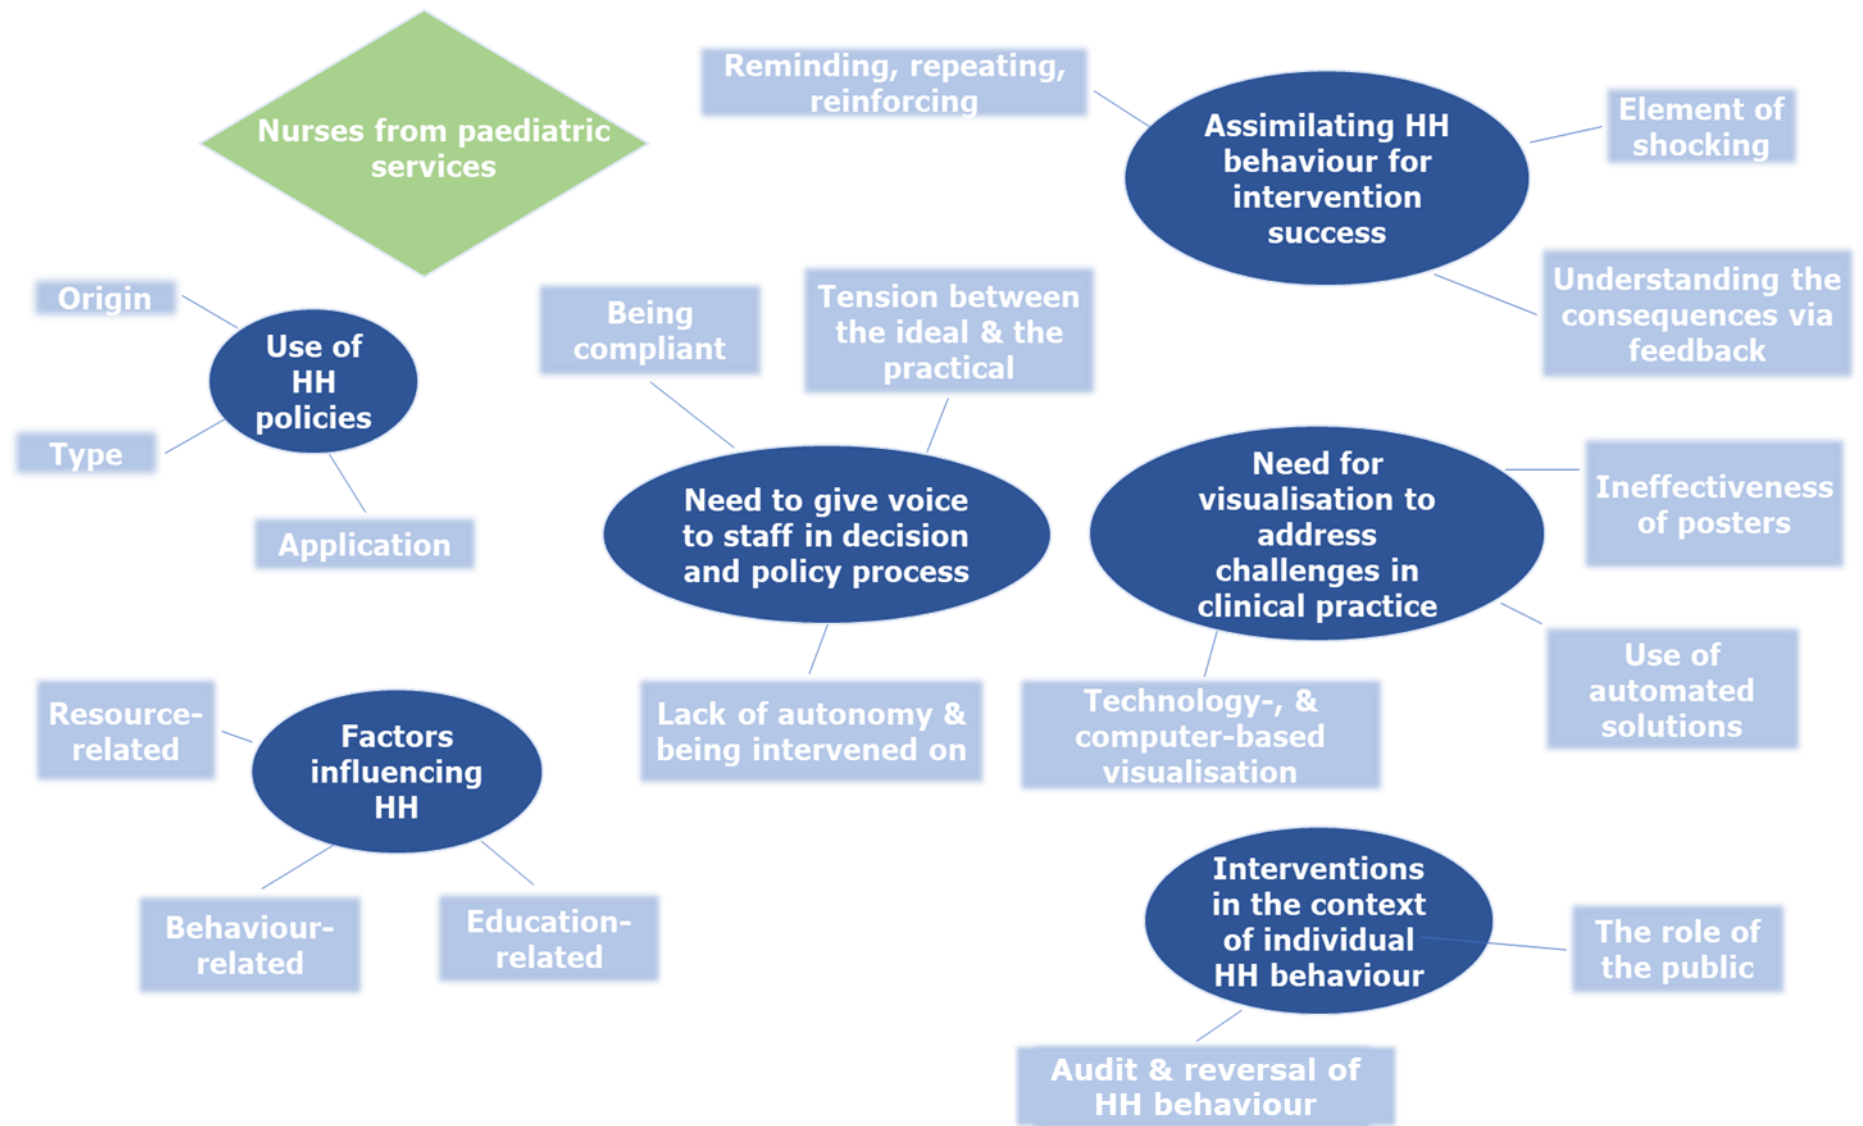 Nurses from paediatric
services
Reminding, repeating,
reinforcing
Assimilating HH
behaviour for
intervention
success
Element of
shocking
Understanding the
consequences via
feedback
Origin
Use of
HH
policies
Type
Application
Being
compliant
Tension between
the ideal & the
practical
Need to give voice
to staff in decision
and policy process
Lack of autonomy &
being intervened on
Need for
visualisation to
address
challenges in
clinical practice
Ineffectiveness
of posters
Use of
automated
solutions
Technology-, &
computer-based
visualisation
Resource-
related
Factors
influencing
HH
Behaviour-
related
Education-
related
Interventions
in the context
of individual
HH behaviour
The role of
the public
Audit & reversal of
HH behaviour